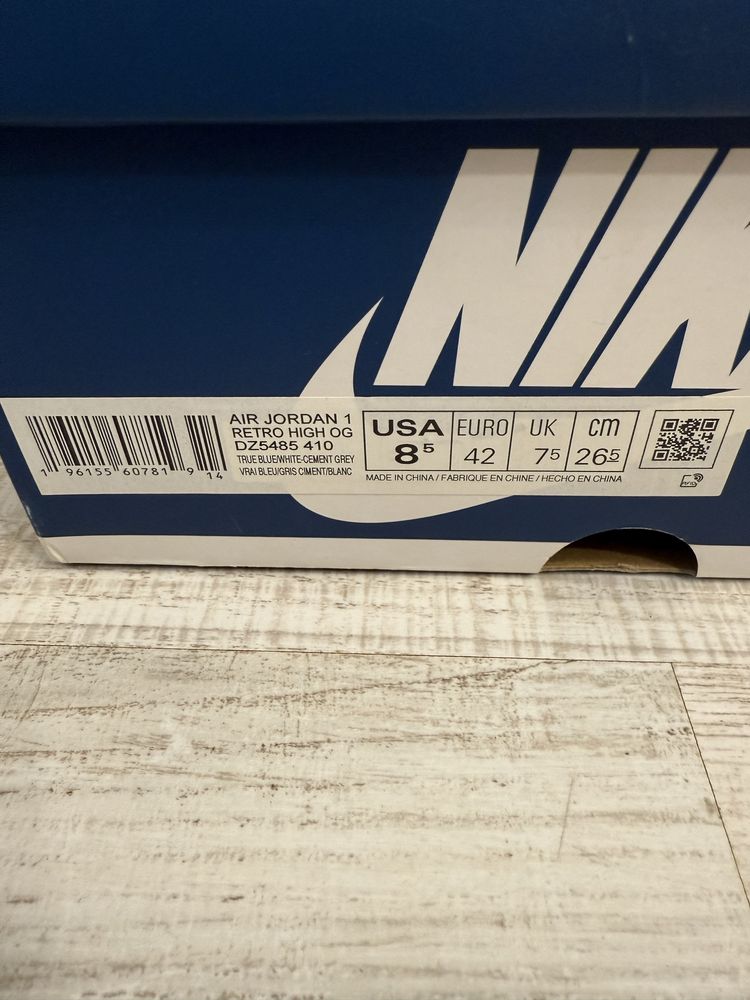 NIK
AIR JORDAN 1
RETRO HIGH OG
DZ5485 410
TRUE BLUE/WHITE-CEMENT GREY
VRAI BLEU/GRIS CIMENT/BLANC
1 96155 60781 9 14
USA
8⁵
EURO
42
UK
7⁵
cm
26⁵
MADE IN CHINA / FABRIQUE EN CHINE / HECHO EN CHINA
RFID